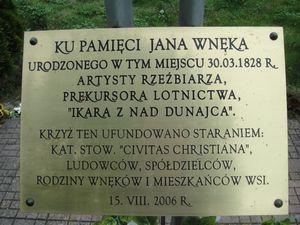 KU PAMIĘCI JANA WNĘKA
URODZONEGO W TYM MIEJSCU 30.03.1828 R.
ARTYSTY RZEŹBIARZA,
PREKURSORA LOTNICTWA,
"IKARA Z NAD DUNAJCA".
KRZYŻ TEN UFUNDOWANO STARANIEM:
KAT. STOW. "CIVITAS CHRISTIANA",
LUDOWCÓW, SPÓŁDZIELCÓW,
RODZINY WNĘKÓW I MIESZKAŃCÓW WSI.
15. VIII. 2006 R.